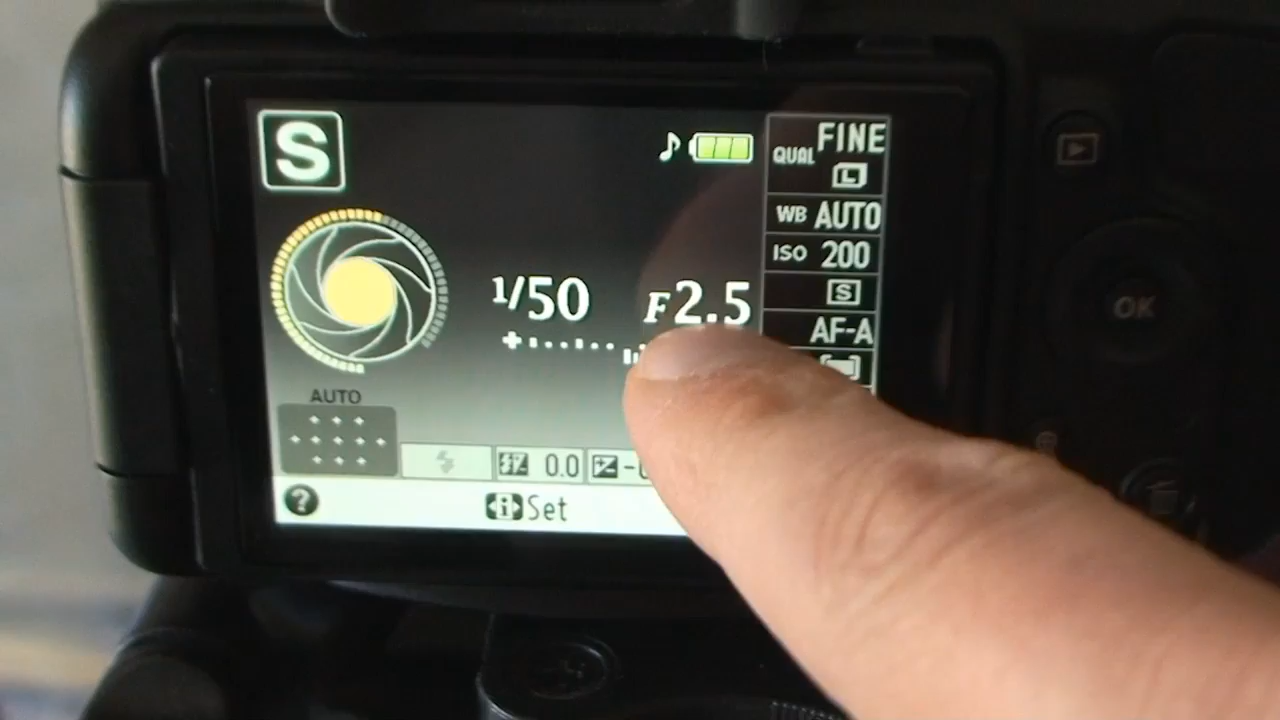 S
QUAL FINE
L
WB AUTO
ISO 200
S
AF-A
1/50 F2.5
AUTO
0.0
? i Set
OK